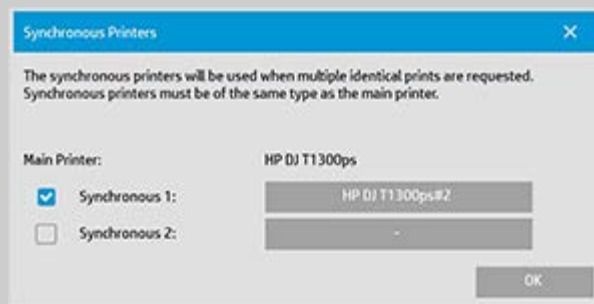 Synchronous Printers
The synchronous printers will be used when multiple identical prints are requested.
Synchronous printers must be of the same type as the main printer.
Main Printer: HP DJ T1300ps
Synchronous 1: HP DJ T1300ps#2
Synchronous 2: -
OK